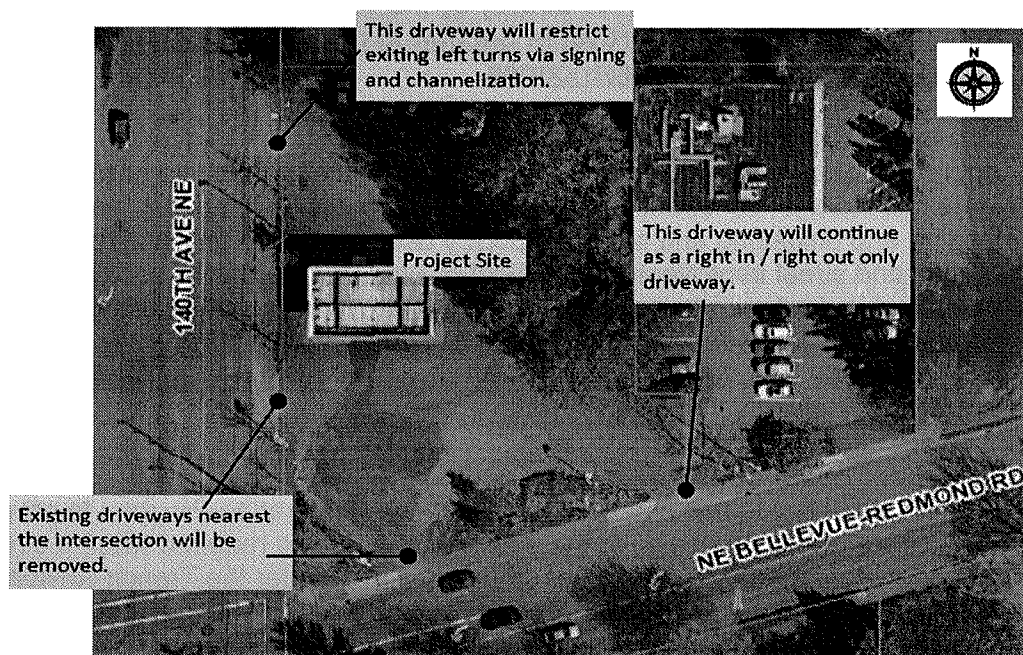 This driveway will restrict
exiting left turns via signing
and channelization.
N
140TH AVE NE
Project Site
This driveway will continue
as a right in / right out only
driveway.
Existing driveways nearest
the intersection will be
removed.
NE BELLEVUE-REDMOND RD